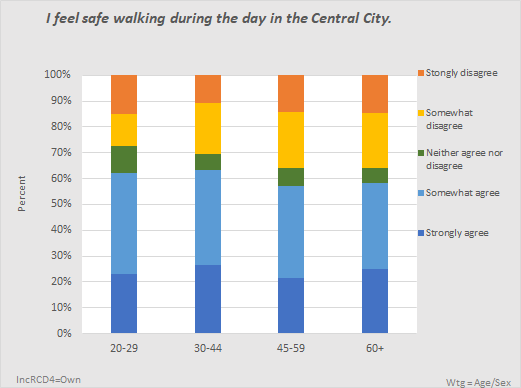 I feel safe walking during the day in the Central City.
100%
90%
80%
70%
60%
50%
40%
30%
20%
10%
0%
Percent
20-29
30-44
45-59
60+
Stongly disagree
Somewhat
disagree
Neither agree nor
disagree
Somewhat agree
Strongly agree
IncRCD4=Own
Wtg = Age/Sex